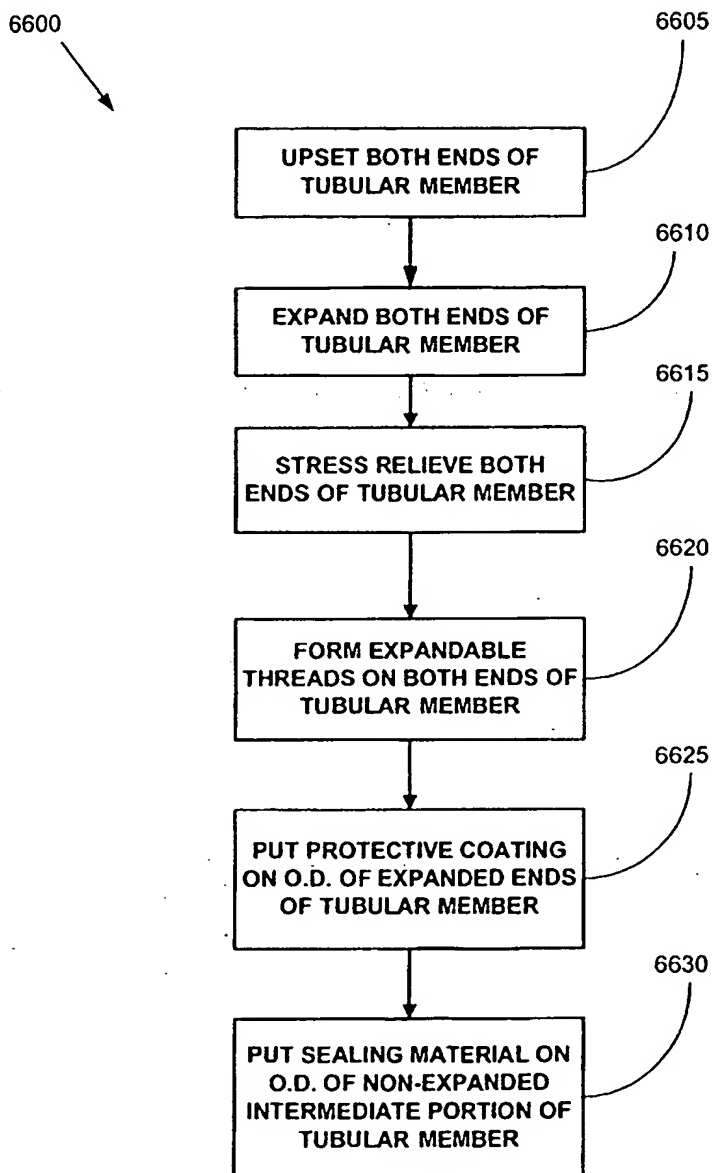 6600
6605
UPSET BOTH ENDS OF
TUBULAR MEMBER
6610
EXPAND BOTH ENDS OF
TUBULAR MEMBER
6615
STRESS RELIEVE BOTH
ENDS OF TUBULAR MEMBER
6620
FORM EXPANDABLE
THREADS ON BOTH ENDS OF
TUBULAR MEMBER
6625
PUT PROTECTIVE COATING
ON O.D. OF EXPANDED ENDS
OF TUBULAR MEMBER
6630
PUT SEALING MATERIAL ON
O.D. OF NON-EXPANDED
INTERMEDIATE PORTION OF
TUBULAR MEMBER